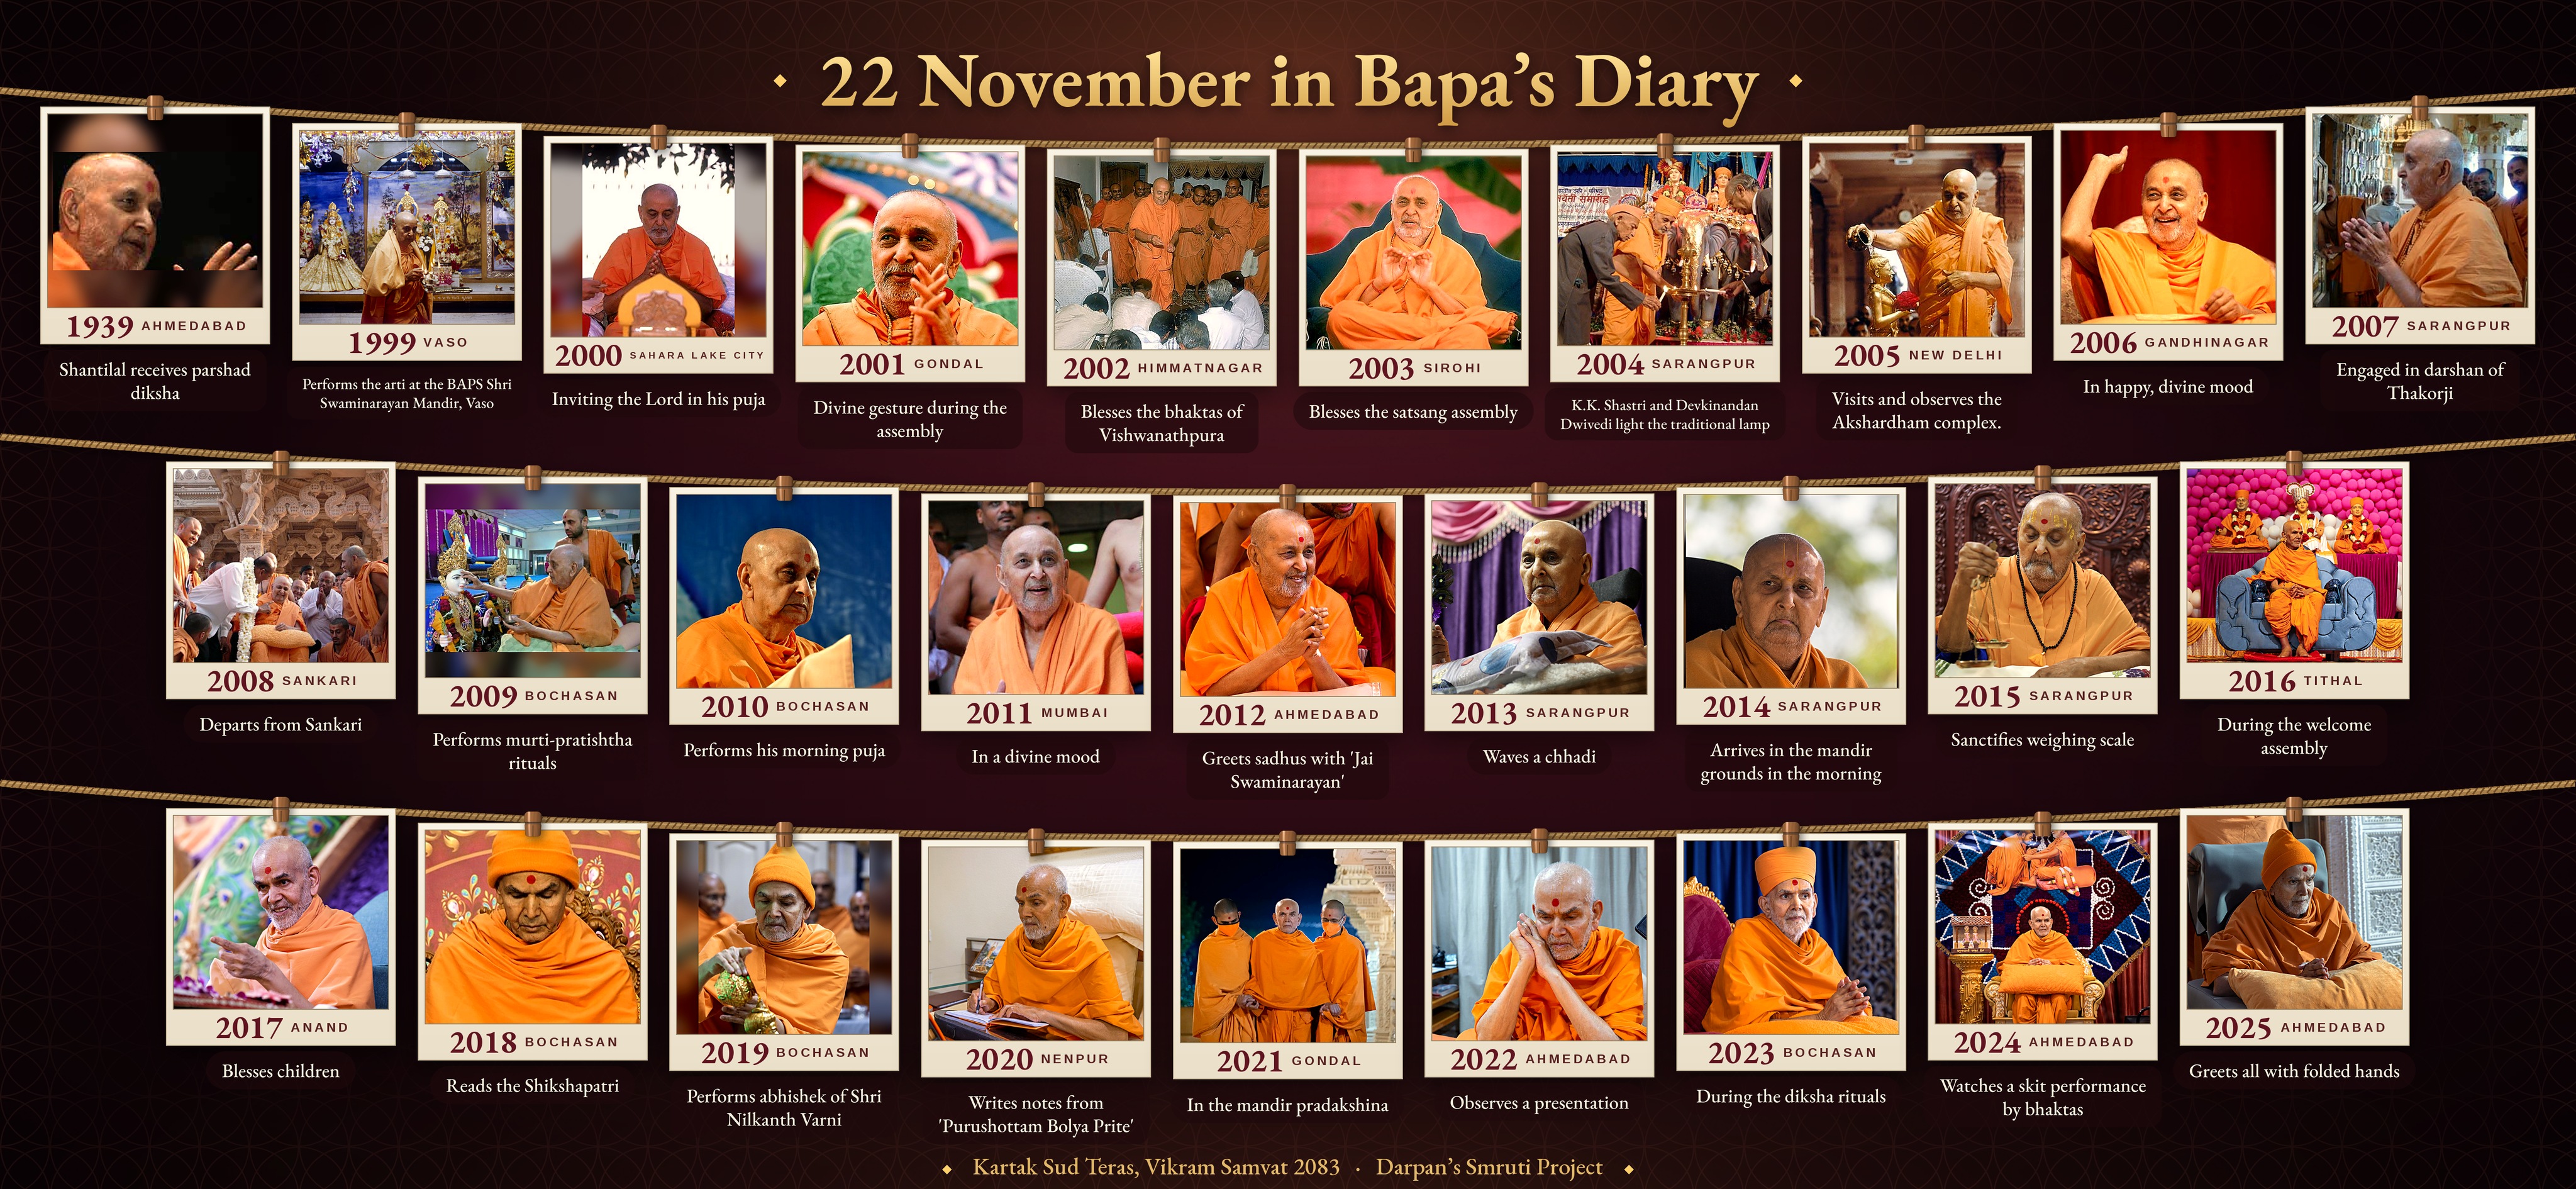 22 November in Bapa's Diary
1939 AHMEDABAD
Shantilal receives parshad
diksha
1999 VASO
Performs the arti at the BAPS Shri
Swaminarayan Mandir, Vaso
2000 SAHARA LAKE CITY
Inviting the Lord in his puja
2001 GONDAL
Divine gesture during the
assembly
2002 HIMMATNAGAR
Blesses the bhaktas of
Vishwanathpura
2003 SIROHI
Blesses the satsang assembly
2004 SARANGPUR
K.K. Shastri and Devkinandan
Dwivedi light the traditional lamp
2005 NEW DELHI
Visits and observes the
Akshardham complex.
2006 GANDHINAGAR
In happy, divine mood
2007 SARANGPUR
Engaged in darshan of
Thakorji
2008 SANKARI
Departs from Sankari
2009 BOCHASAN
Performs murti-pratishtha
rituals
2010 BOCHASAN
Performs his morning puja
2011 MUMBAI
In a divine mood
2012 AHMEDABAD
Greets sadhus with 'Jai
Swaminarayan'
2013 SARANGPUR
Waves a chhadi
2014 SARANGPUR
Arrives in the mandir
grounds in the morning
2015 SARANGPUR
Sanctifies weighing scale
2016 TITHAL
During the welcome
assembly
2017 ANAND
Blesses children
2018 BOCHASAN
Reads the Shikshapatri
2019 BOCHASAN
Performs abhishek of Shri
Nilkanth Varni
2020 NENPUR
Writes notes from
'Purushottam Bolya Prite'
2021 GONDAL
In the mandir pradakshina
2022 AHMEDABAD
Observes a presentation
2023 BOCHASAN
During the diksha rituals
2024 AHMEDABAD
Watches a skit performance
by bhaktas
2025 AHMEDABAD
Greets all with folded hands
Kartak Sud Teras, Vikram Samvat 2083 · Darpan's Smruti Project